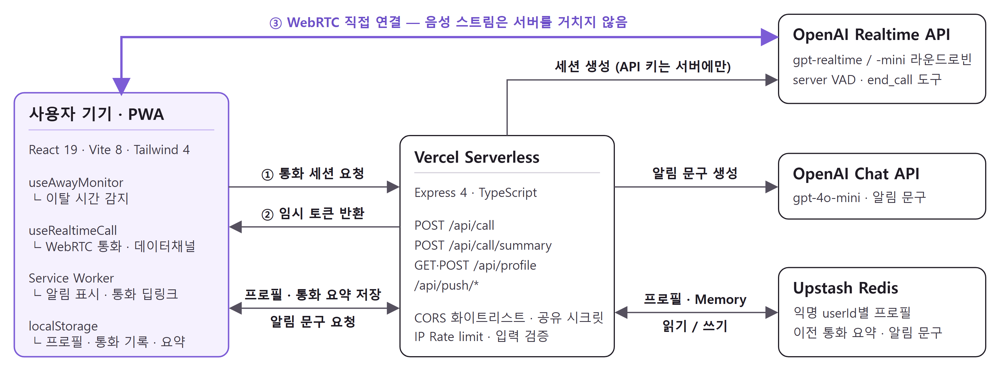 ③ WebRTC 직접 연결 — 음성 스트림은 서버를 거치지 않음
OpenAI Realtime API
gpt-realtime / -mini 라운드로빈
server VAD · end_call 도구
세션 생성 (API 키는 서버에만)
사용자 기기 · PWA
React 19 · Vite 8 · Tailwind 4
useAwayMonitor
ㄴ 이탈 시간 감지
useRealtimeCall
ㄴ WebRTC 통화 · 데이터채널
Service Worker
ㄴ 알림 표시 · 통화 딥링크
localStorage
ㄴ 프로필 · 통화 기록 · 요약
① 통화 세션 요청
② 임시 토큰 반환
프로필 · 통화 요약 저장
알림 문구 요청
Vercel Serverless
Express 4 · TypeScript
POST /api/call
POST /api/call/summary
GET·POST /api/profile
/api/push/*
CORS 화이트리스트 · 공유 시크릿
IP Rate limit · 입력 검증
알림 문구 생성
OpenAI Chat API
gpt-4o-mini · 알림 문구
프로필 · Memory
읽기 / 쓰기
Upstash Redis
익명 userId별 프로필
이전 통화 요약 · 알림 문구